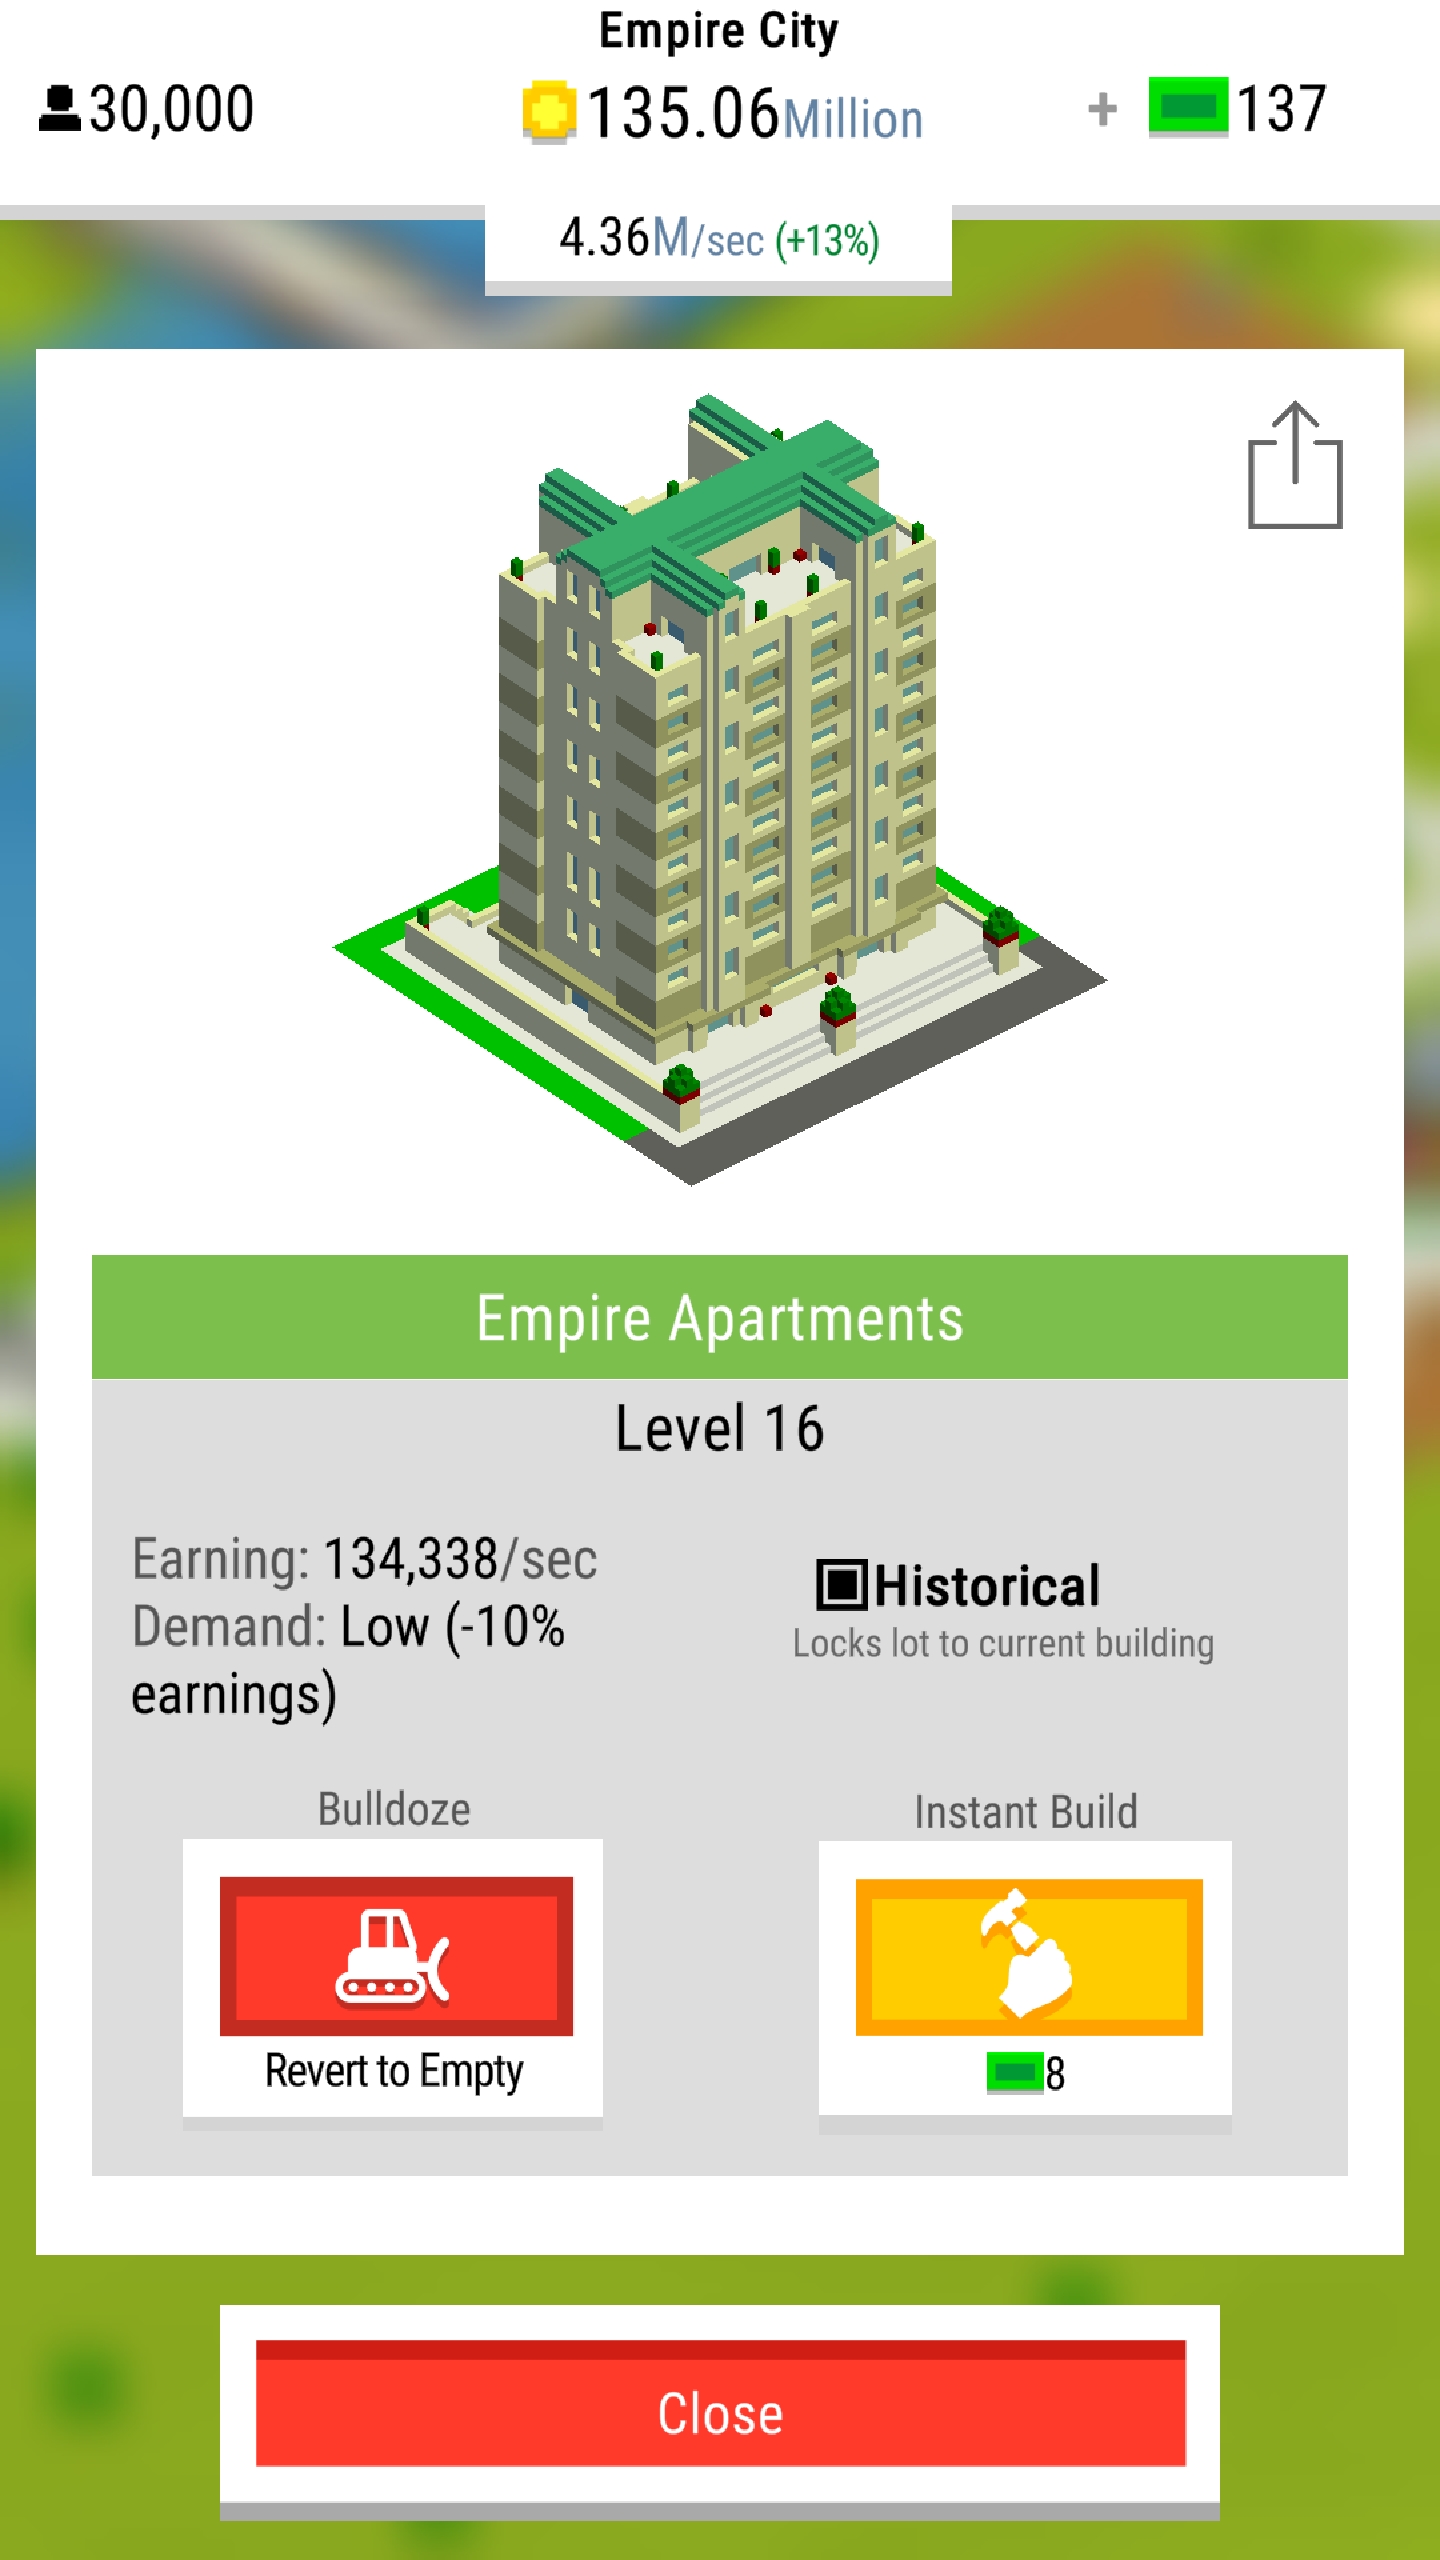 Empire City
30,000
135.06Million
+ 137
4.36M/sec (+13%)
Empire Apartments
Level 16
Earning: 134,338/sec
Demand: Low (-10%
earnings)
Historical
Locks lot to current building
Bulldoze
Revert to Empty
Instant Build
8
Close